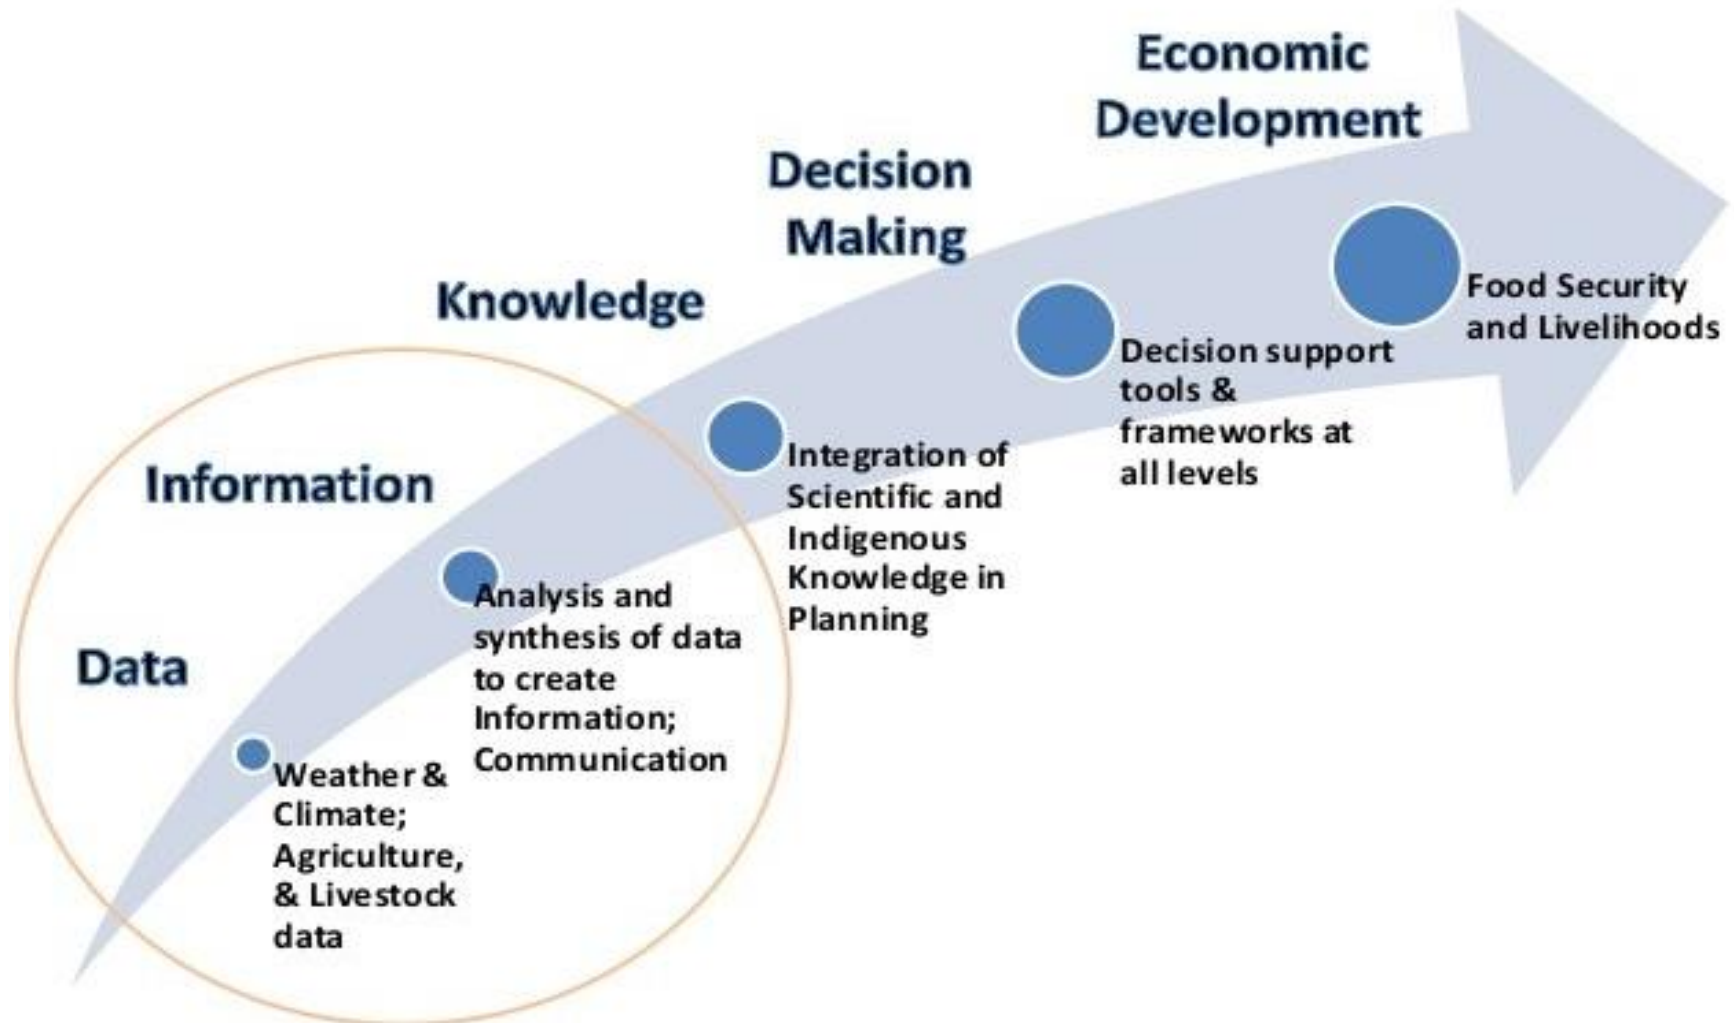 Economic
Development
Decision
Making
Knowledge
Information
Data
Food Security
and Livelihoods
Decision support
tools &
frameworks at
all levels
Integration of
Scientific and
Indigenous
Knowledge in
Planning
Analysis and
synthesis of data
to create
Information;
Communication
Weather &
Climate;
Agriculture,
& Livestock
data